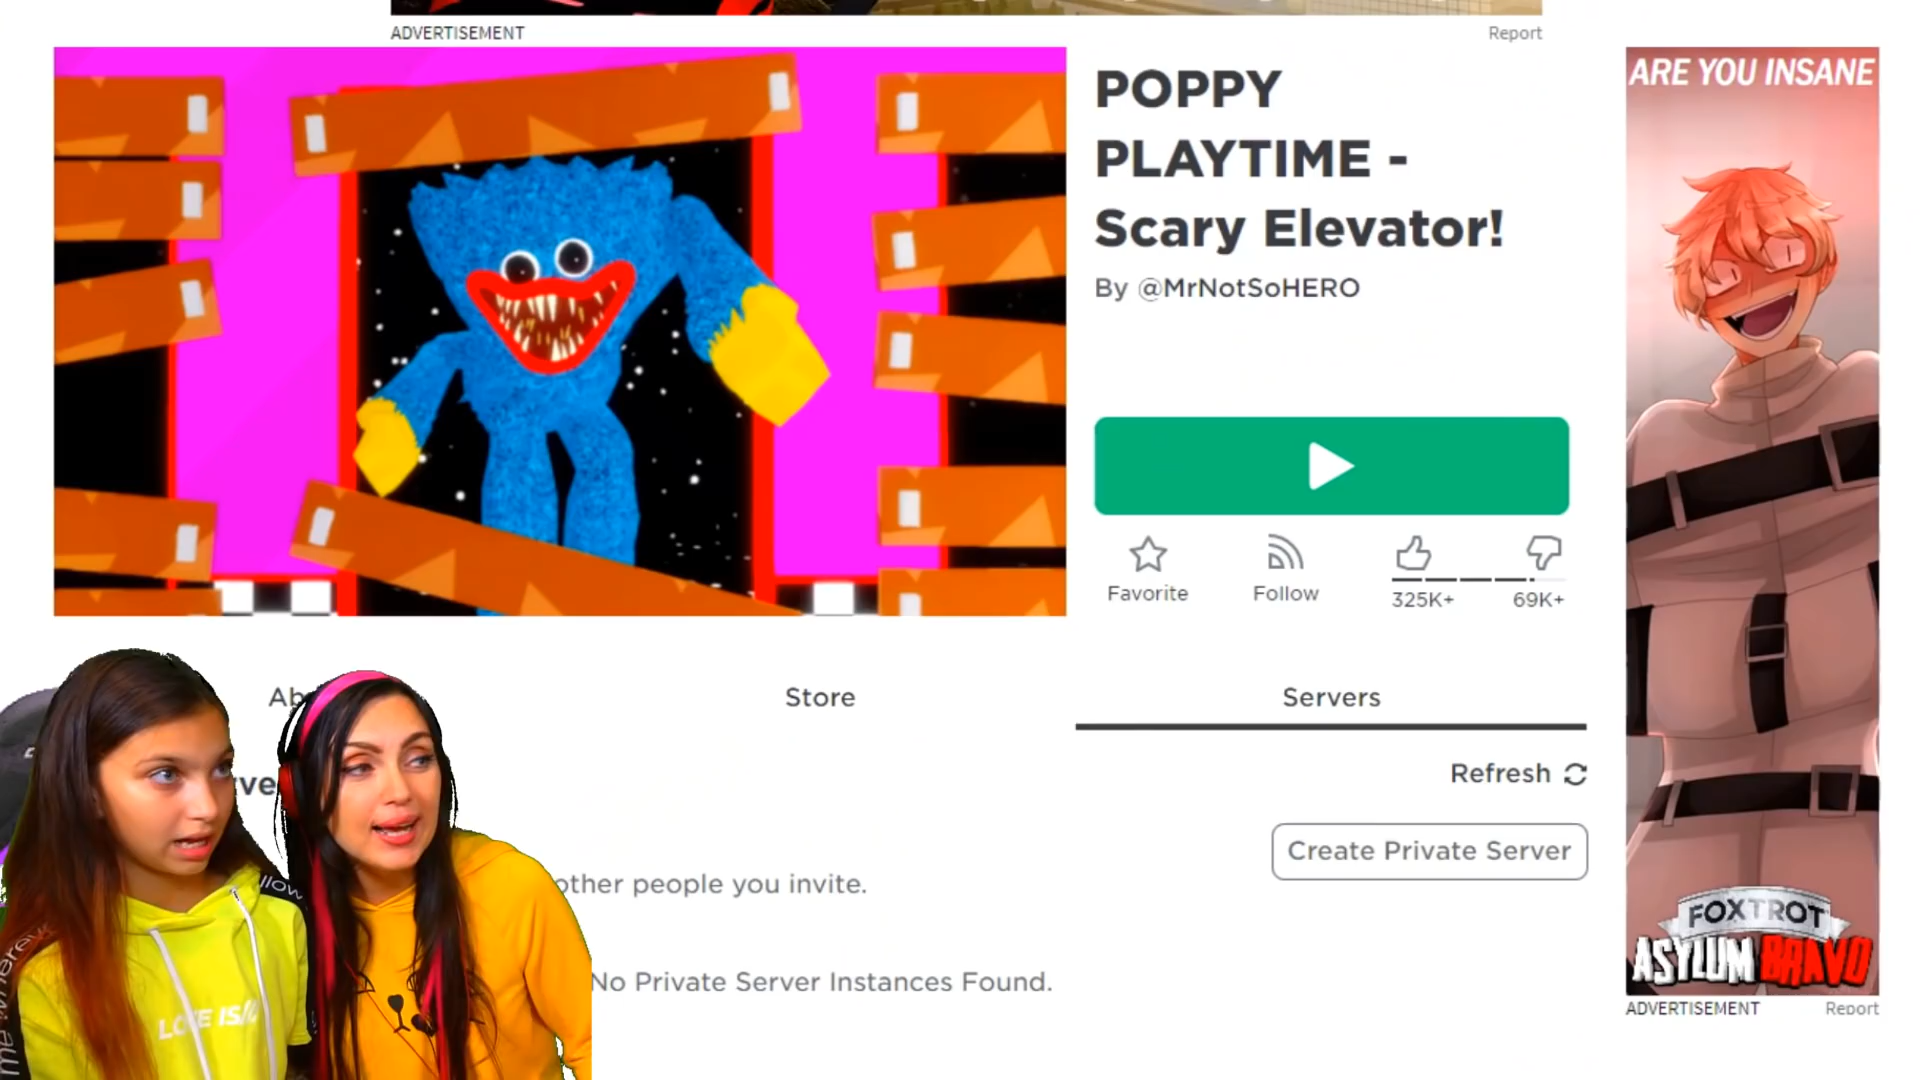 ADVERTISEMENT
Report
POPPY
PLAYTIME -
Scary Elevator!
By @MrNotSoHERO
ARE YOU INSANE
Favorite
Follow
325K+
69K+
Store
Servers
Refresh
other people you invite.
Create Private Server
No Private Server Instances Found.
FOXTROT
ASYLUM BRAVO
ADVERTISEMENT
Report